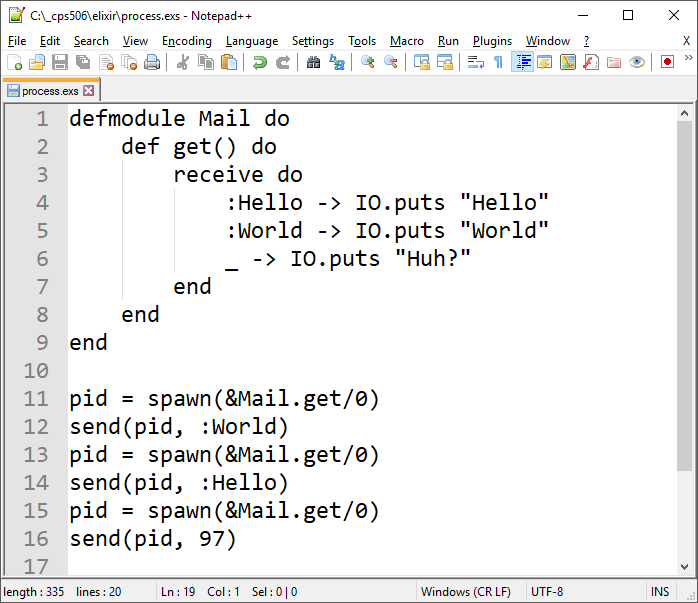 C:\_cps506\elixir\process.exs - Notepad++
File Edit Search View Encoding Language Settings Tools Macro Run Plugins Window ? X
process.exs
1 defmodule Mail do
2     def get() do
3         receive do
4             :Hello -> IO.puts "Hello"
5             :World -> IO.puts "World"
6             _ -> IO.puts "Huh?"
7         end
8     end
9 end
10
11 pid = spawn(&Mail.get/0)
12 send(pid, :World)
13 pid = spawn(&Mail.get/0)
14 send(pid, :Hello)
15 pid = spawn(&Mail.get/0)
16 send(pid, 97)
17
length : 335 lines : 20 Ln : 19 Col : 1 Sel : 0 | 0 Windows (CR LF) UTF-8 INS